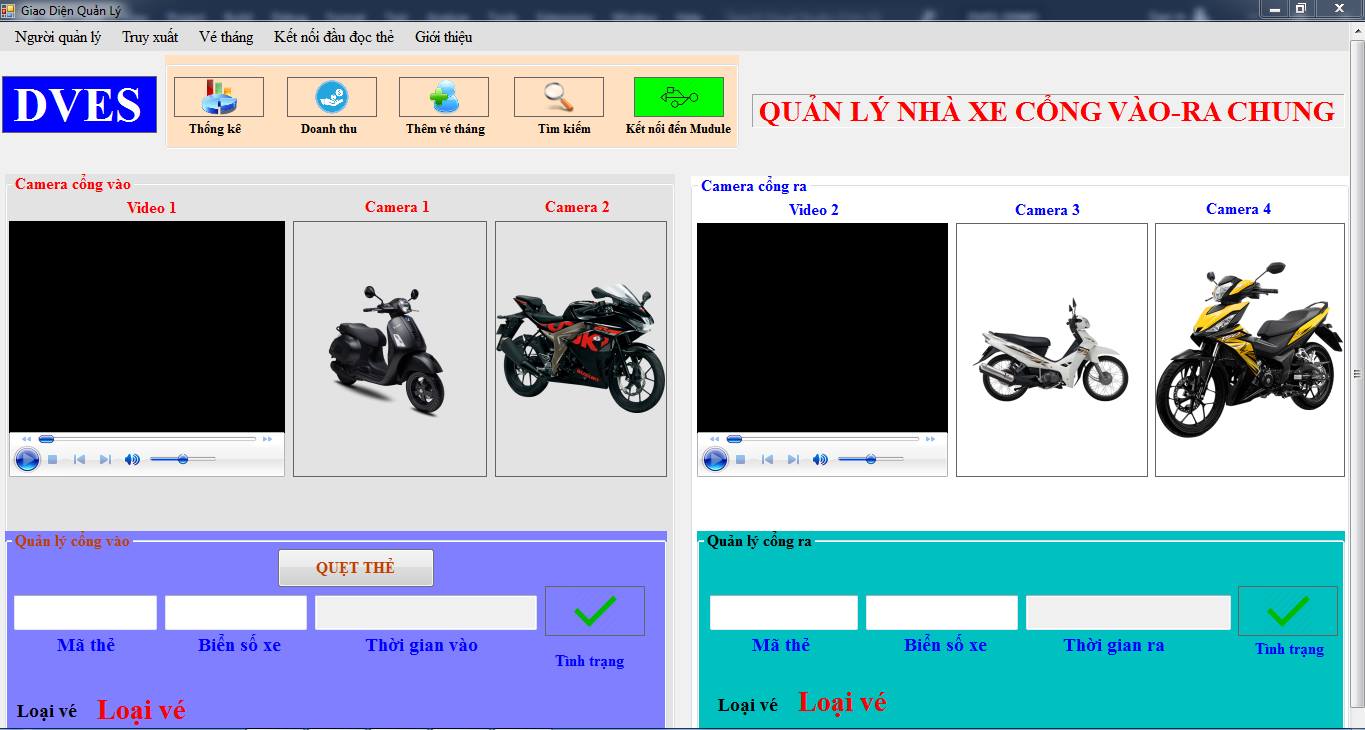 Giao Diện Quản Lý
Người quản lý Truy xuất Vé tháng Kết nối đầu đọc thẻ Giới thiệu
DVES
Thống kê Doanh thu Thêm vé tháng Tìm kiếm Kết nối đến Mudule
QUẢN LÝ NHÀ XE CỔNG VÀO-RA CHUNG
Camera cổng vào
Video 1 Camera 1 Camera 2
Camera cổng ra
Video 2 Camera 3 Camera 4
Quản lý cổng vào
QUẸT THẺ
Mã thẻ Biển số xe Thời gian vào Tình trạng
Loại vé Loại vé
Quản lý cổng ra
Mã thẻ Biển số xe Thời gian ra Tình trạng
Loại vé Loại vé